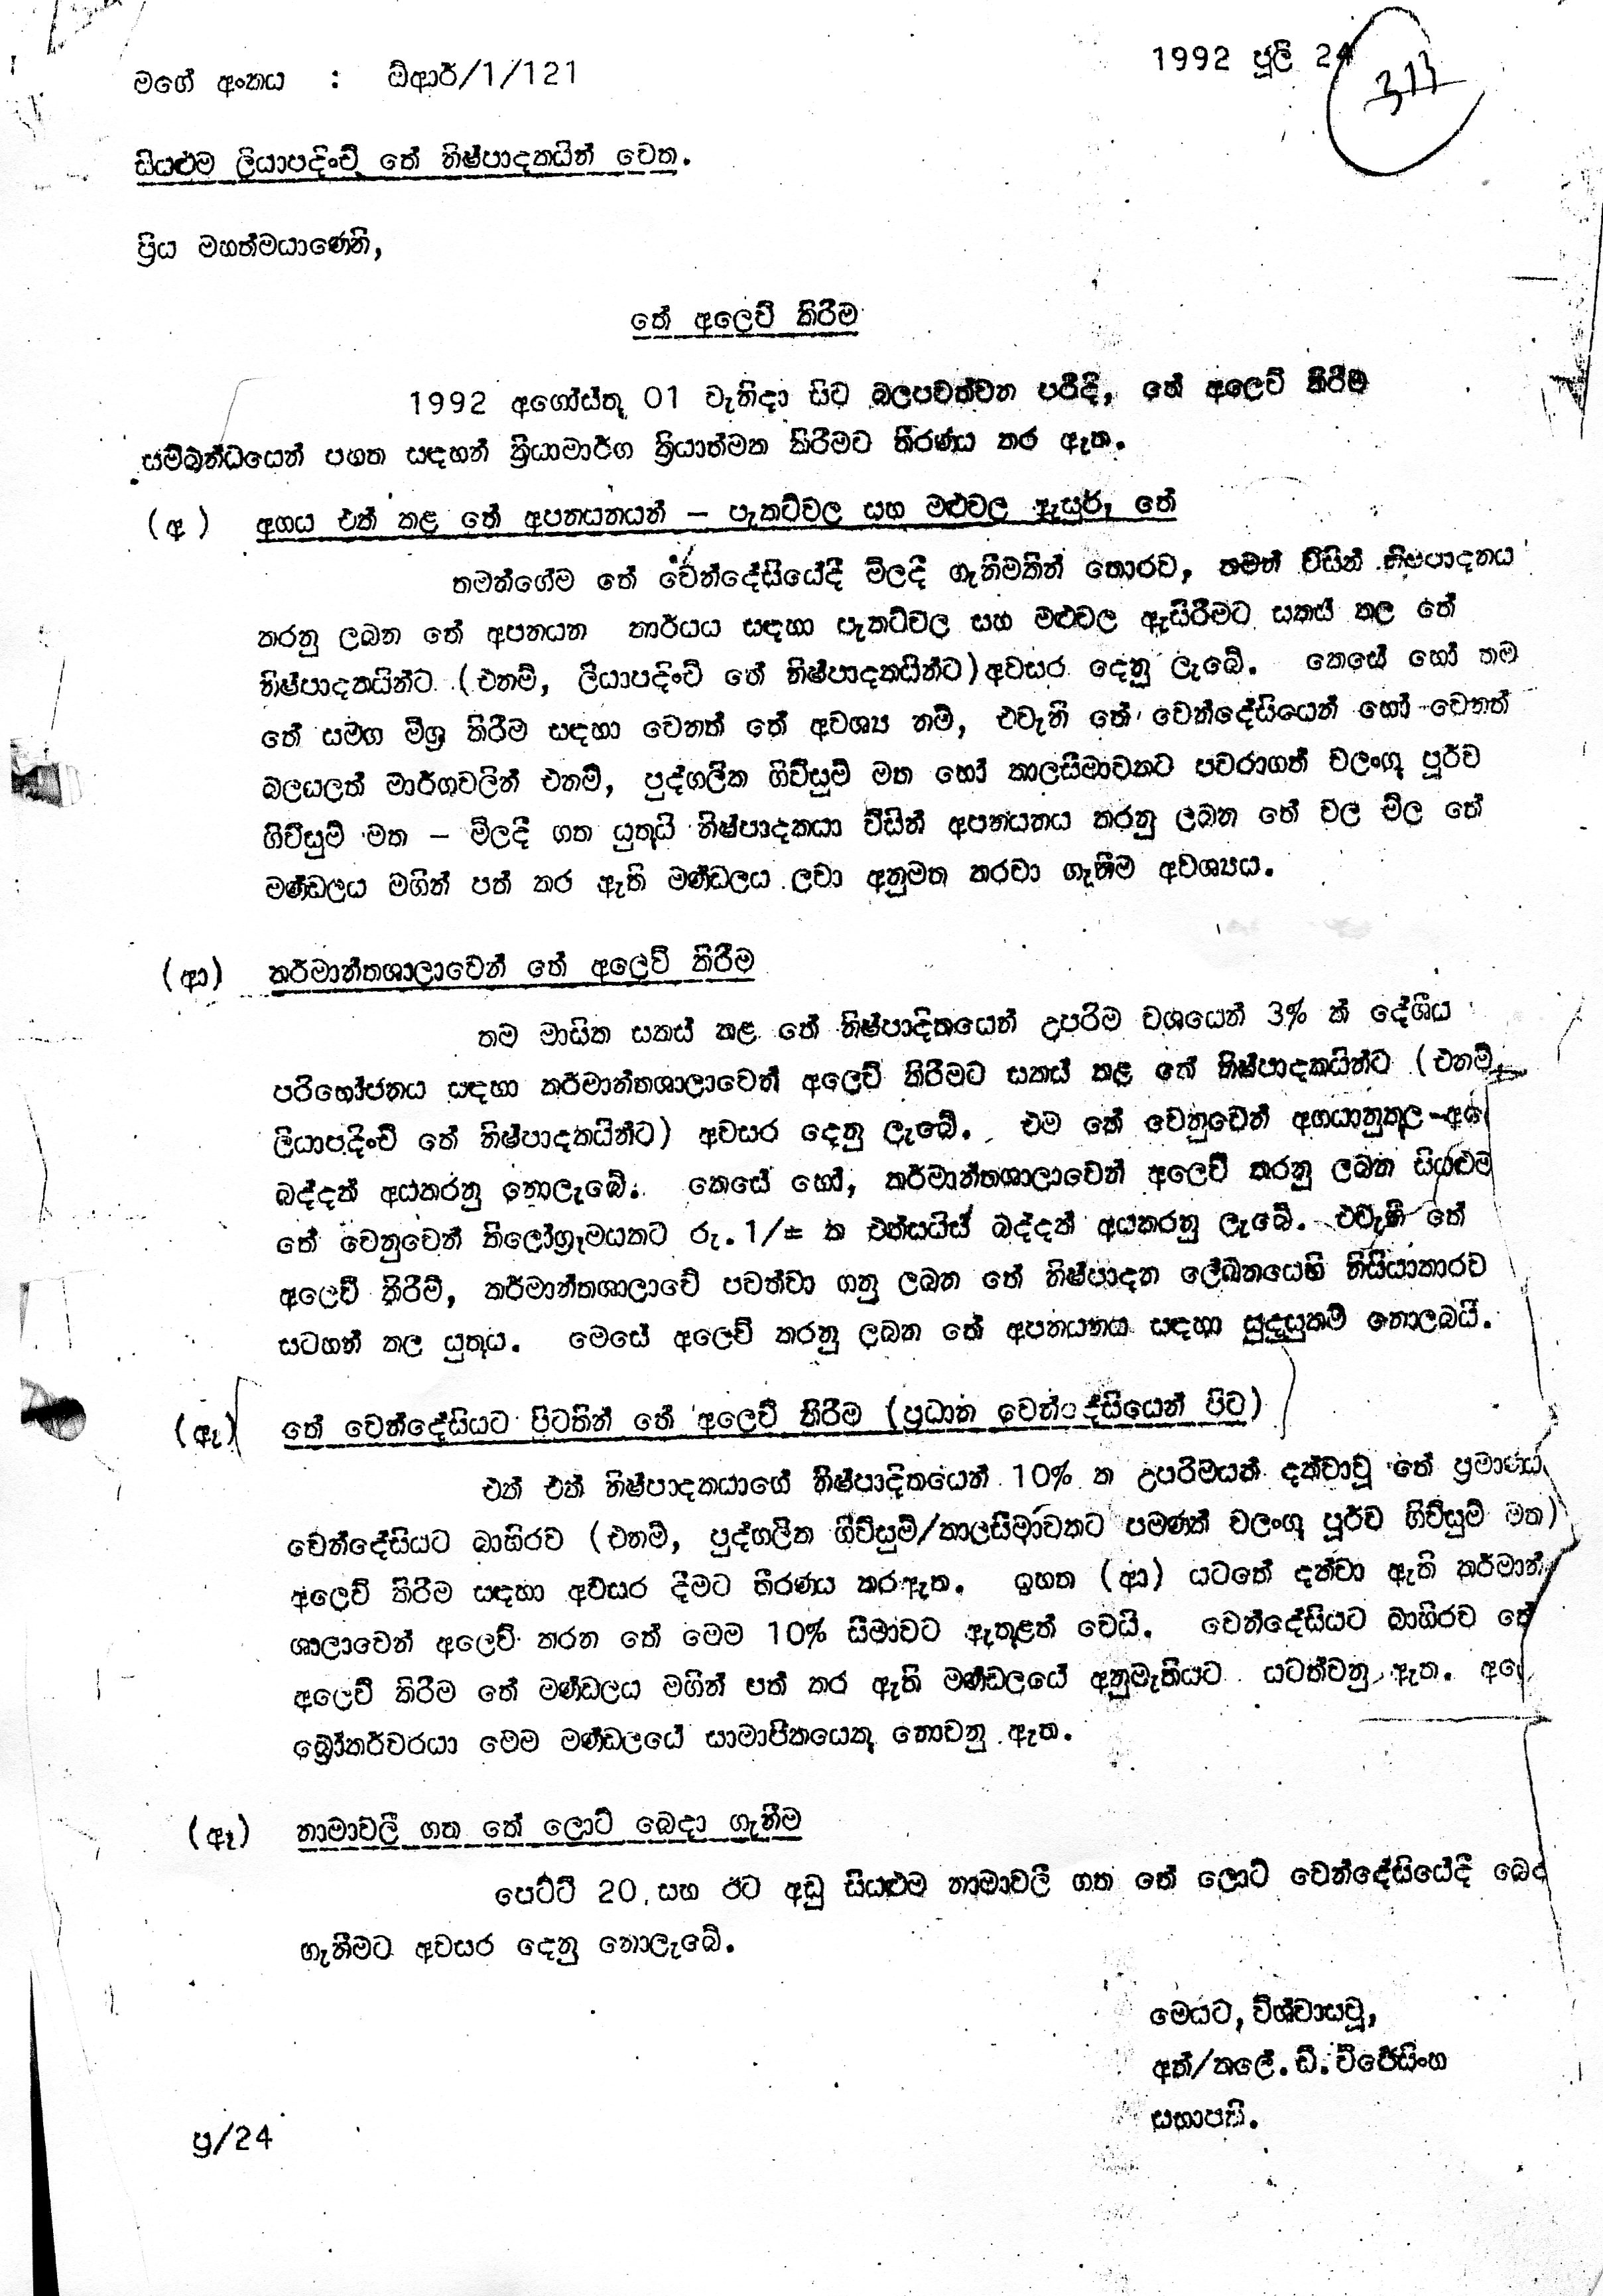 1992 ජූලි 24
මගේ අංකය : ඕආර්/1/121
සියළුම ලියාපදිංචි තේ නිෂ්පාදකයින් වෙත.
ප්‍රිය මහත්මයාණෙනි,
තේ අලෙවි කිරීම
1992 අගෝස්තු 01 වැනිදා සිට බලපවත්වන පරිදි, තේ අලෙවි කිරීම
සම්බන්ධයෙන් පහත සඳහන් ක්‍රියාමාර්ග ක්‍රියාත්මක කිරීමට තීරණය කර ඇත.
(අ) අගය එක් කළ තේ අපනයනයන් - පැකට්වල සහ මළුවල ඇසුරූ තේ
තමන්ගේම තේ වෙන්දේසියේදී මිලදී ගැනීමකින් තොරව, තමන් විසින් නිෂ්පාදනය
කරනු ලබන තේ අපනයන කාර්යය සඳහා පැකට්වල සහ මළුවල ඇසිරීමට සකස් කල තේ
නිෂ්පාදකයින්ට (එනම්, ලියාපදිංචි තේ නිෂ්පාදකයින්ට) අවසර දෙනු ලැබේ. කෙසේ හෝ තම
තේ සමග මිශ්‍ර කිරීම සඳහා වෙනත් තේ අවශ්‍ය නම්, එවැනි තේ වෙන්දේසියෙන් හෝ වෙනත්
බලයලත් මාර්ගවලින් එනම්, පුද්ගලික ගිවිසුම් මත හෝ කාලසීමාවකට පවරාගත් වලංගු පූර්ව
ගිවිසුම් මත - මිලදී ගත යුතුයි නිෂ්පාදකයා විසින් අපනයනය කරනු ලබන තේ වල මිල තේ
මණ්ඩලය මගින් පත් කර ඇති මණ්ඩලය ලවා අනුමත කරවා ගැනීම අවශ්‍යය.
(ආ) කර්මාන්තශාලාවෙන් තේ අලෙවි කිරීම
තම මාසික සකස් කළ තේ නිෂ්පාදිතයෙන් උපරිම වශයෙන් 3% ක් දේශීය
පරිභෝජනය සඳහා කර්මාන්තශාලාවෙන් අලෙවි කිරීමට සකස් කළ තේ නිෂ්පාදකයින්ට (එනම්,
ලියාපදිංචි තේ නිෂ්පාදකයින්ට) අවසර දෙනු ලැබේ. එම තේ වෙනුවෙන් අගයානුකූල
බද්දක් අයකරනු නොලැබේ. කෙසේ හෝ, කර්මාන්තශාලාවෙන් අලෙවි කරනු ලබන සියළුම
තේ වෙනුවෙන් කිලෝග්‍රෑමයකට රු.1/= ක එක්සයිස් බද්දක් අයකරනු ලැබේ. එවැනි තේ
අලෙවි කිරීම්, කර්මාන්තශාලාවේ පවත්වා ගනු ලබන තේ නිෂ්පාදන ලේඛනයෙහි නිසියාකාරව
සටහන් කල යුතුය. මෙසේ අලෙවි කරනු ලබන තේ අපනයනය සඳහා සුදුසුකම් නොලබයි.
(ඇ) තේ වෙන්දේසියට පිටතින් තේ අලෙවි කිරීම (ප්‍රධාන වෙන්දේසියෙන් පිට)
එක් එක් නිෂ්පාදකයාගේ නිෂ්පාදිතයෙන් 10% ක උපරිමයක් දක්වාවූ තේ ප්‍රමාණය
වෙන්දේසියට බාහිරව (එනම්, පුද්ගලික ගිවිසුම්/කාලසීමාවකට පමණක් වලංගු පූර්ව ගිවිසුම් මත)
අලෙවි කිරීම සඳහා අවසර දීමට තීරණය කරඇත. ඉහත (ආ) යටතේ දක්වා ඇති කර්මාන්
ශාලාවෙන් අලෙවි කරන තේ මෙම 10% සීමාවට ඇතුළත් වෙයි. වෙන්දේසියට බාහිරව තේ
අලෙවි කිරීම තේ මණ්ඩලය මගින් පත් කර ඇති මණ්ඩලයේ අනුමැතියට යටත්වනු ඇත.
බ්‍රෝකර්වරයා මෙම මණ්ඩලයේ සාමාජිකයෙකු නොවනු ඇත.
(ඈ) නාමාවලී ගත තේ ලොට් බෙදා ගැනීම
පෙට්ටි 20 සහ ඊට අඩු සියළුම නාමාවලී ගත තේ ලොට් වෙන්දේසියේදී බෙදා
ගැනීමට අවසර දෙනු නොලැබේ.
මෙයට, විශ්වාසවූ,
අත්/කලේ.ඩී.විජේසිංහ
සභාපති.
ප්‍ර/24